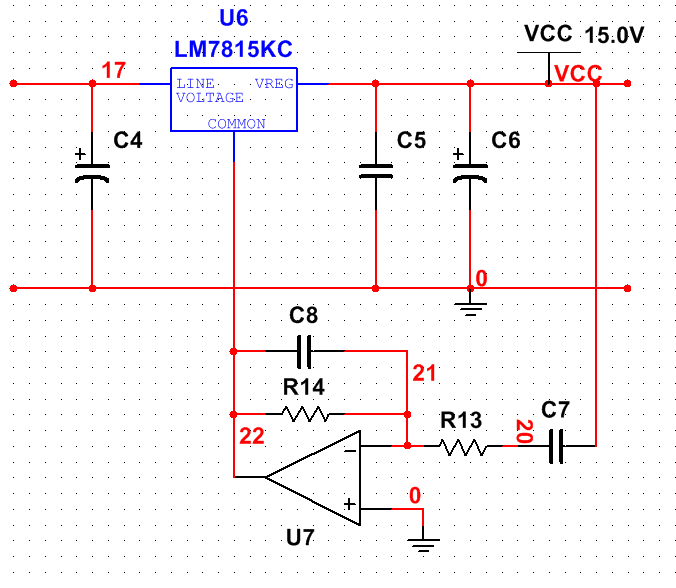 U6
LM7815KC
VCC 15.0V
17
LINE VREG
VOLTAGE
COMMON
VCC
C4
C5
C6
+
+
0
C8
21
R14
R13
20
C7
22
−
+
0
U7